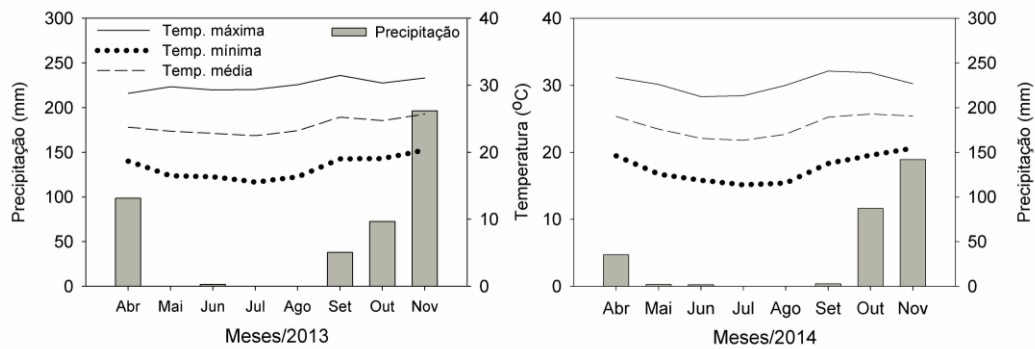 300
250
200
150
100
50
0
Precipitação (mm)
Temp. máxima
Temp. mínima
Temp. média
Precipitação
40
30
20
10
0
Abr Mai Jun Jul Ago Set Out Nov
Meses/2013
Temperatura (ºC)
40
30
20
10
0
300
250
200
150
100
50
0
Precipitação (mm)
Abr Mai Jun Jul Ago Set Out Nov
Meses/2014